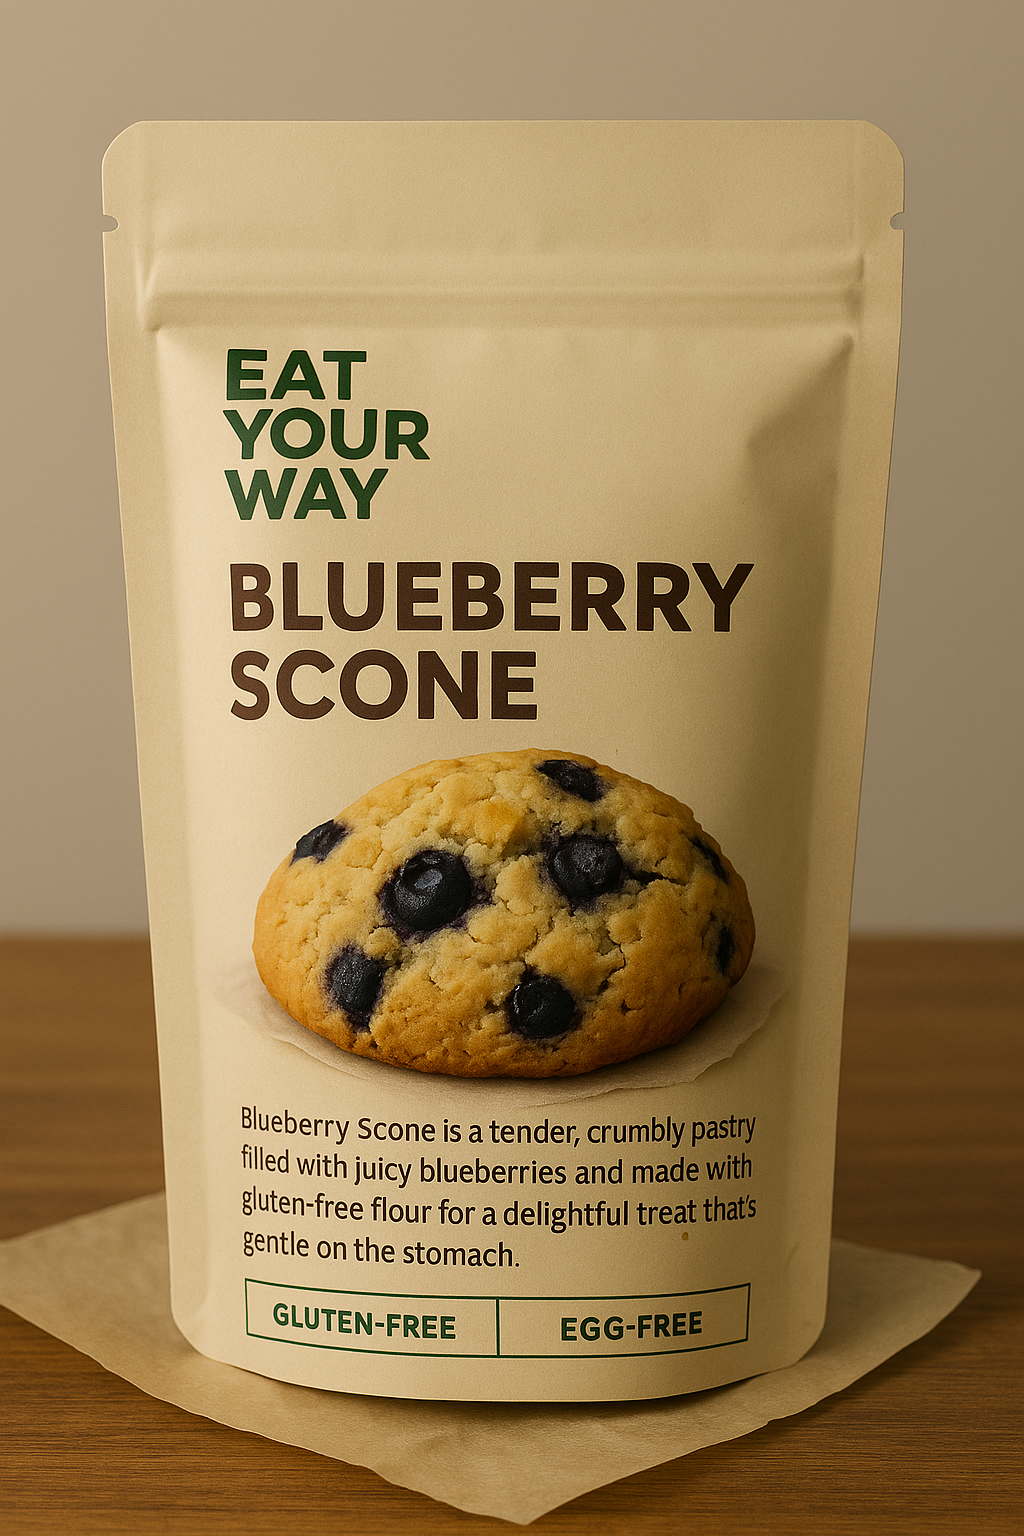 EAT
YOUR
WAY
BLUEBERRY
SCONE
Blueberry Scone is a tender, crumbly pastry
filled with juicy blueberries and made with
gluten-free flour for a delightful treat that's
gentle on the stomach.
GLUTEN-FREE
EGG-FREE